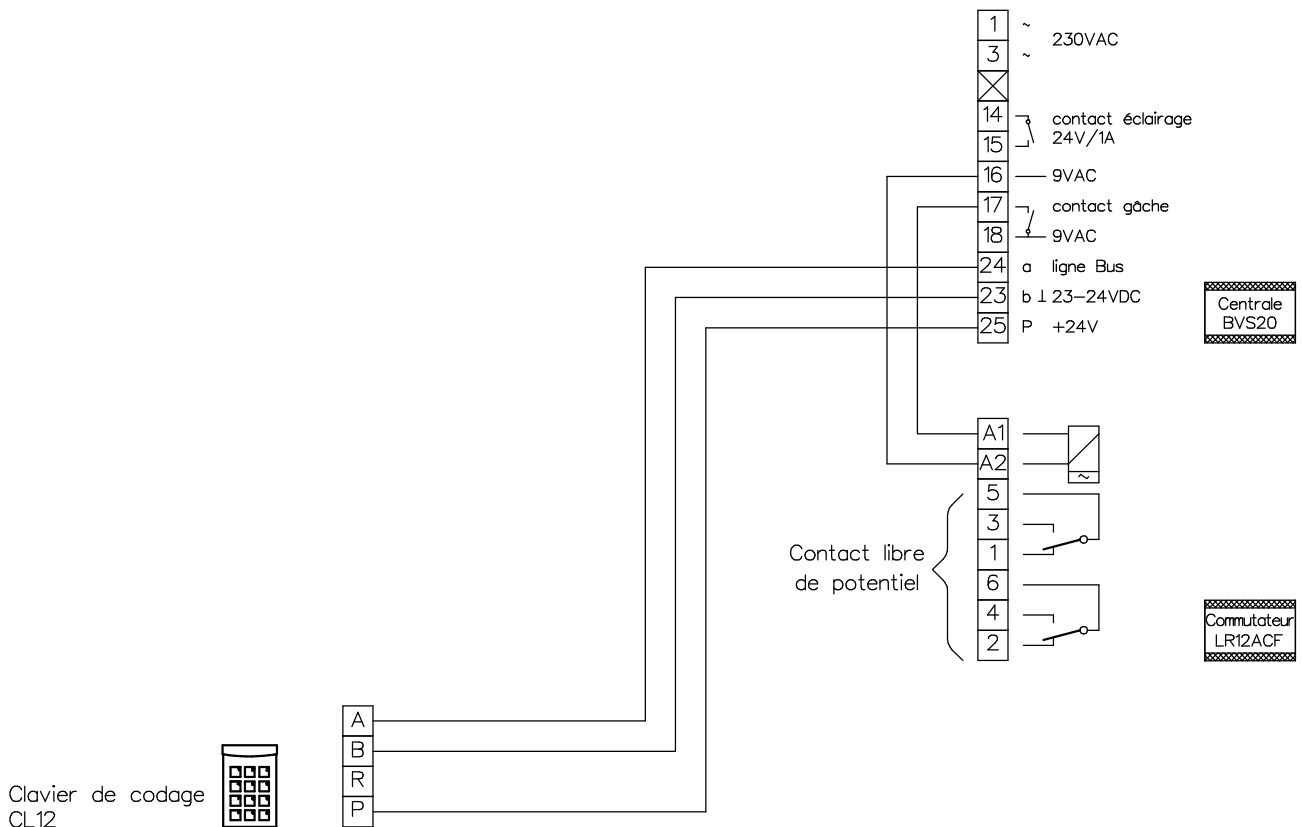 1 ~
230VAC
3 ~
14
contact éclairage
24V/1A
15
16 9VAC
17 contact gâche
18 9VAC
24 a ligne Bus
23 b ⊥ 23-24VDC
25 P +24V
Centrale
BVS20
A1
A2
~
5
3
1
6
4
2
Contact libre
de potentiel
Commutateur
LR12ACF
A
B
R
P
Clavier de codage
CL12